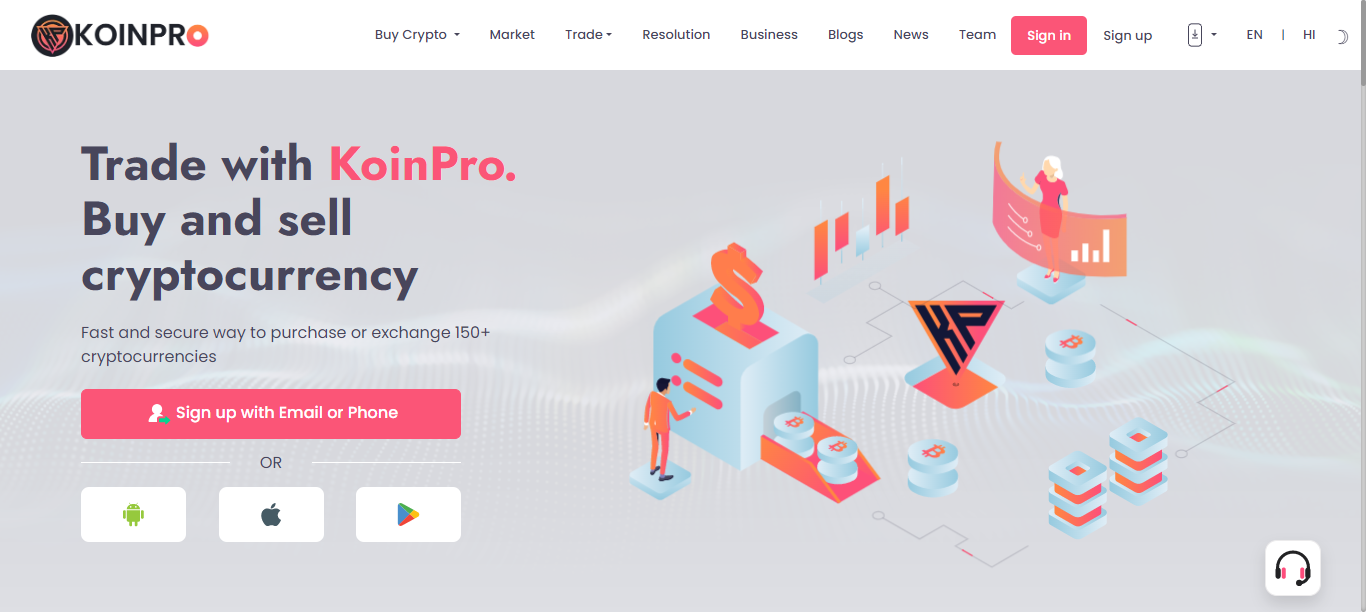 KOINPRO
Buy Crypto Market Trade Resolution Business Blogs News Team Sign in Sign up EN | HI
Trade with KoinPro.
Buy and sell
cryptocurrency
Fast and secure way to purchase or exchange 150+
cryptocurrencies
Sign up with Email or Phone
OR